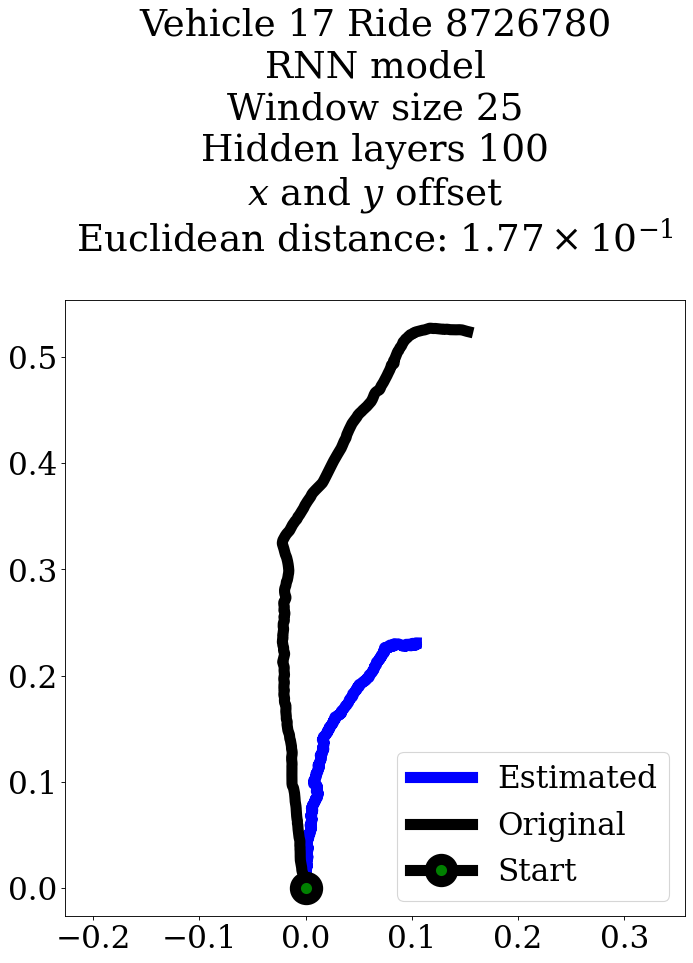 Vehicle 17 Ride 8726780
RNN model
Window size 25
Hidden layers 100
x and y offset
Euclidean distance: 1.77 × 10⁻¹
0.5
0.4
0.3
0.2
0.1
0.0
Estimated
Original
Start
−0.2 −0.1 0.0 0.1 0.2 0.3